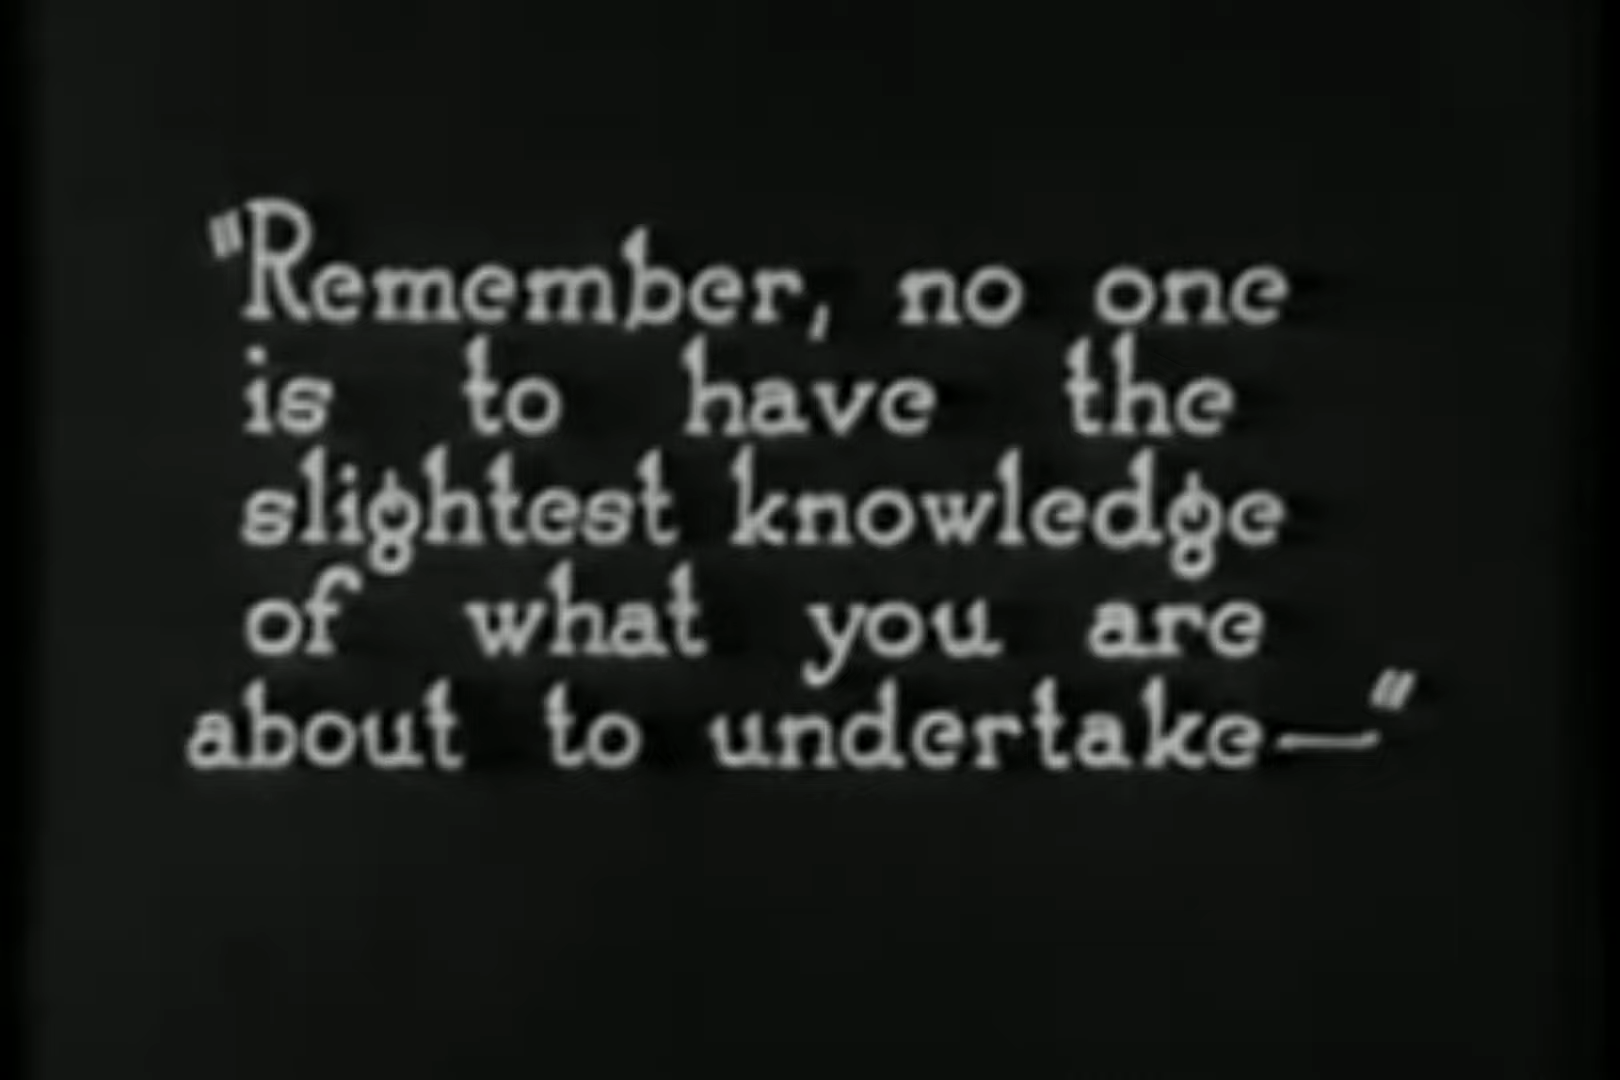 "Remember, no one
is to have the
slightest knowledge
of what you are
about to undertake—"